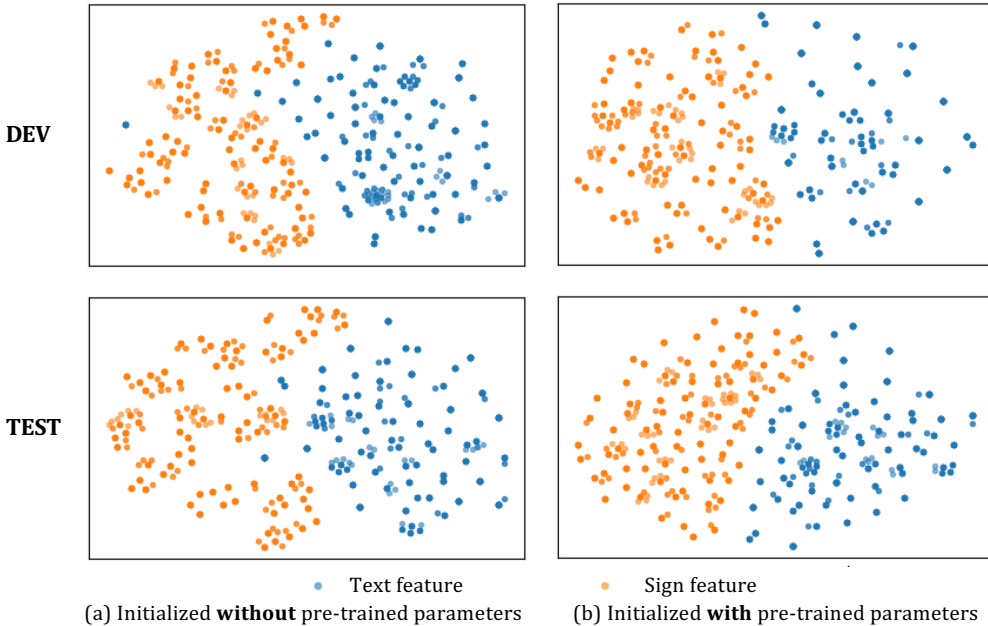 DEV
TEST
Text feature
Sign feature
(a) Initialized without pre-trained parameters
(b) Initialized with pre-trained parameters